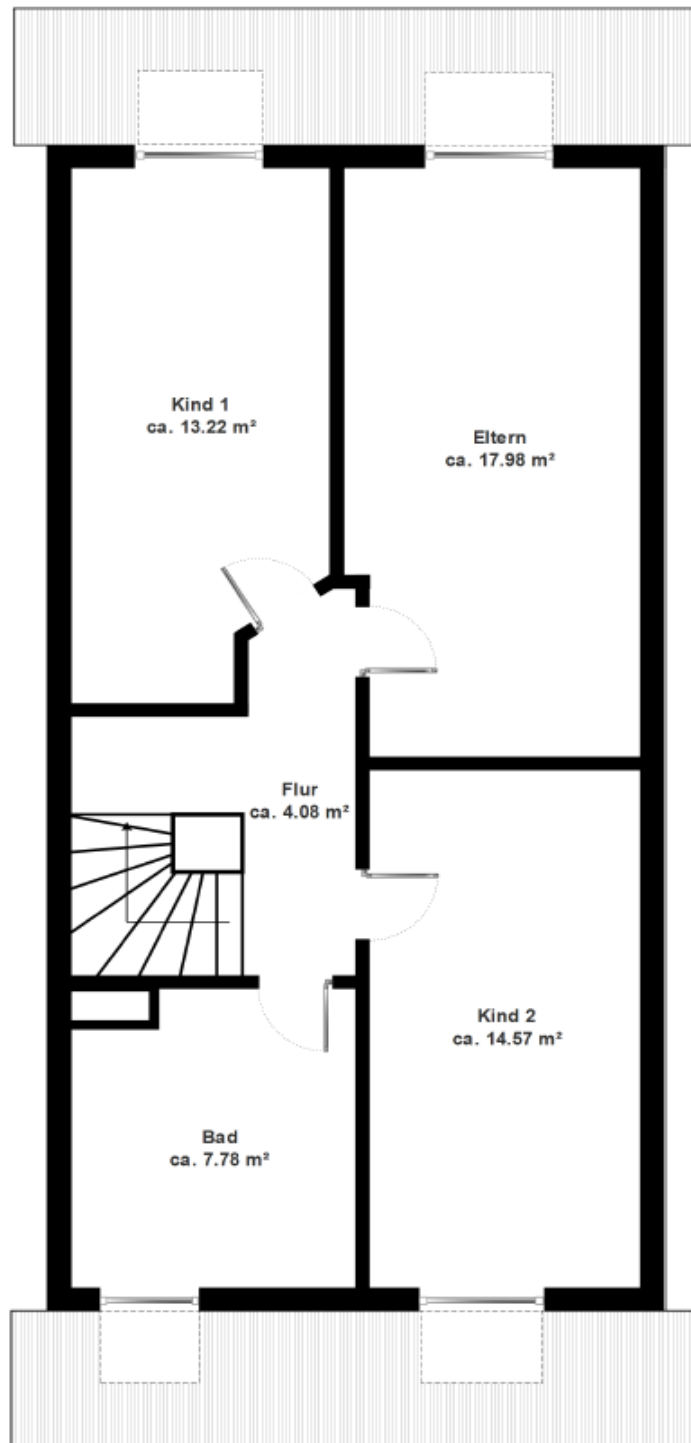 Kind 1
ca. 13.22 m²
Eltern
ca. 17.98 m²
Flur
ca. 4.08 m²
Kind 2
ca. 14.57 m²
Bad
ca. 7.78 m²